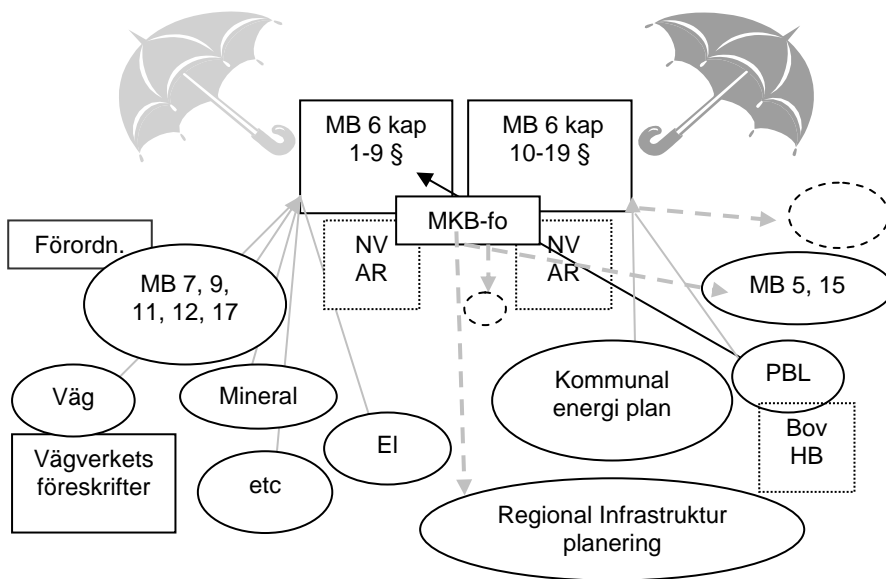 MB 6 kap
1-9 §
MB 6 kap
10-19 §
MKB-fo
Förordn.
NV
AR
NV
AR
MB 7, 9,
11, 12, 17
MB 5, 15
Väg
Mineral
Kommunal
energi plan
PBL
Vägverkets
föreskrifter
etc
El
Bov
HB
Regional Infrastruktur
planering